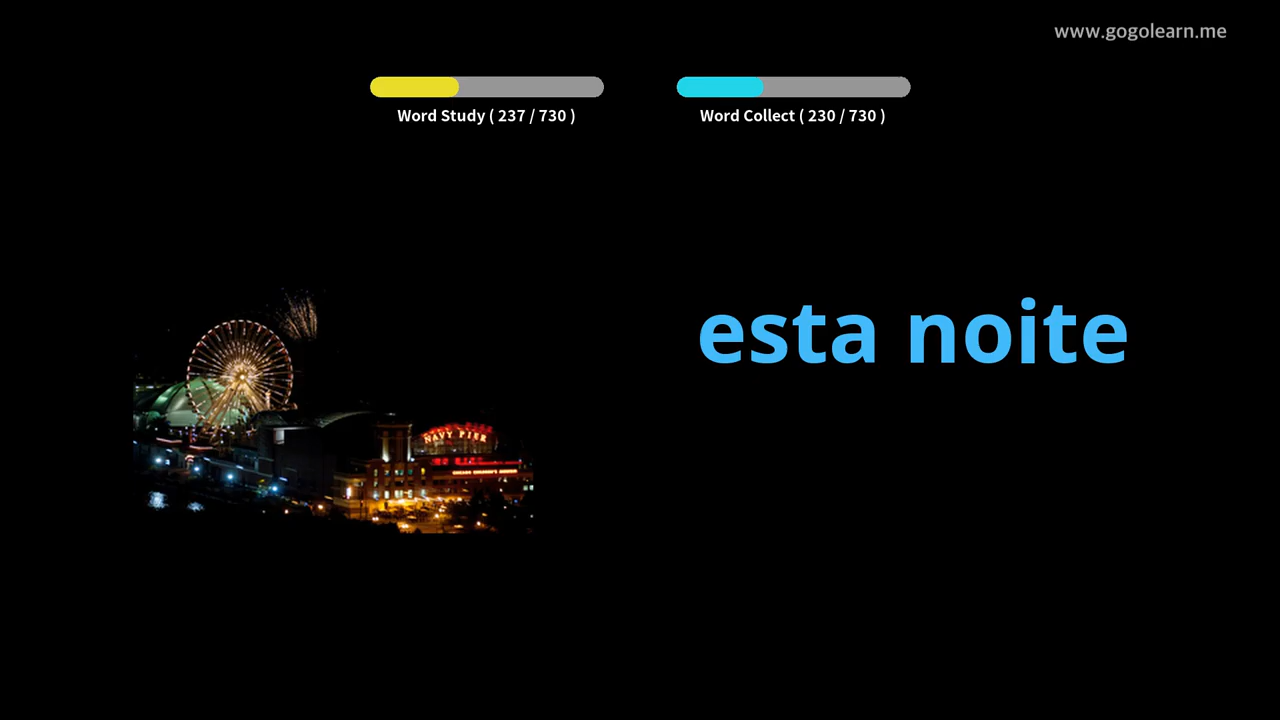 www.gogolearn.me
Word Study ( 237 / 730 )
Word Collect ( 230 / 730 )
esta noite
NAVY PIER